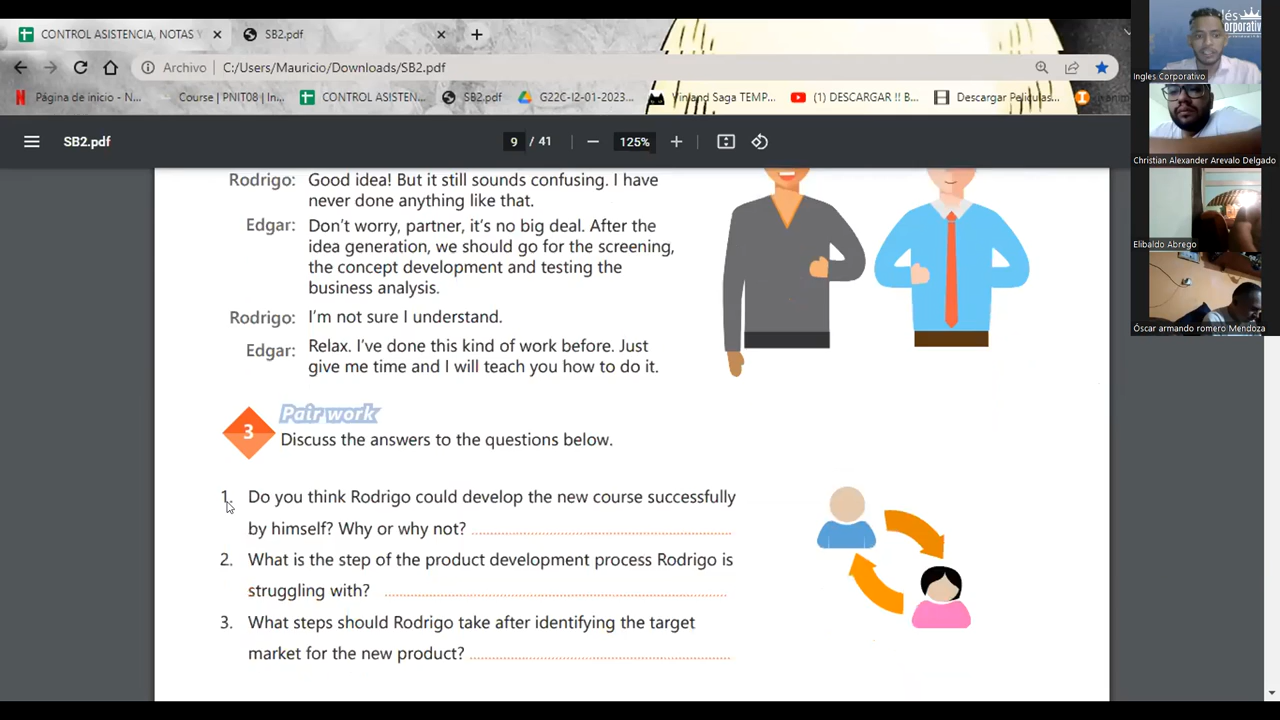 CONTROL ASISTENCIA, NOTAS Y
SB2.pdf
Archivo
C:/Users/Mauricio/Downloads/SB2.pdf
Página de inicio - N...
Course | PNIT08 | In...
CONTROL ASISTEN...
SB2.pdf
G22C-I2-01-2023...
Vinland Saga TEMP...
(1) DESCARGAR !! B...
Descargar Peliculas...
SB2.pdf
9 / 41
125%
Rodrigo: Good idea! But it still sounds confusing. I have
never done anything like that.
Edgar: Don't worry, partner, it's no big deal. After the
idea generation, we should go for the screening,
the concept development and testing the
business analysis.
Rodrigo: I'm not sure I understand.
Edgar: Relax. I've done this kind of work before. Just
give me time and I will teach you how to do it.
3
Pair work
Discuss the answers to the questions below.
1. Do you think Rodrigo could develop the new course successfully
by himself? Why or why not?
2. What is the step of the product development process Rodrigo is
struggling with?
3. What steps should Rodrigo take after identifying the target
market for the new product?
Ingles Corporativo
Christian Alexander Arevalo Delgado
Elibaldo Abrego
Óscar armando romero Mendoza